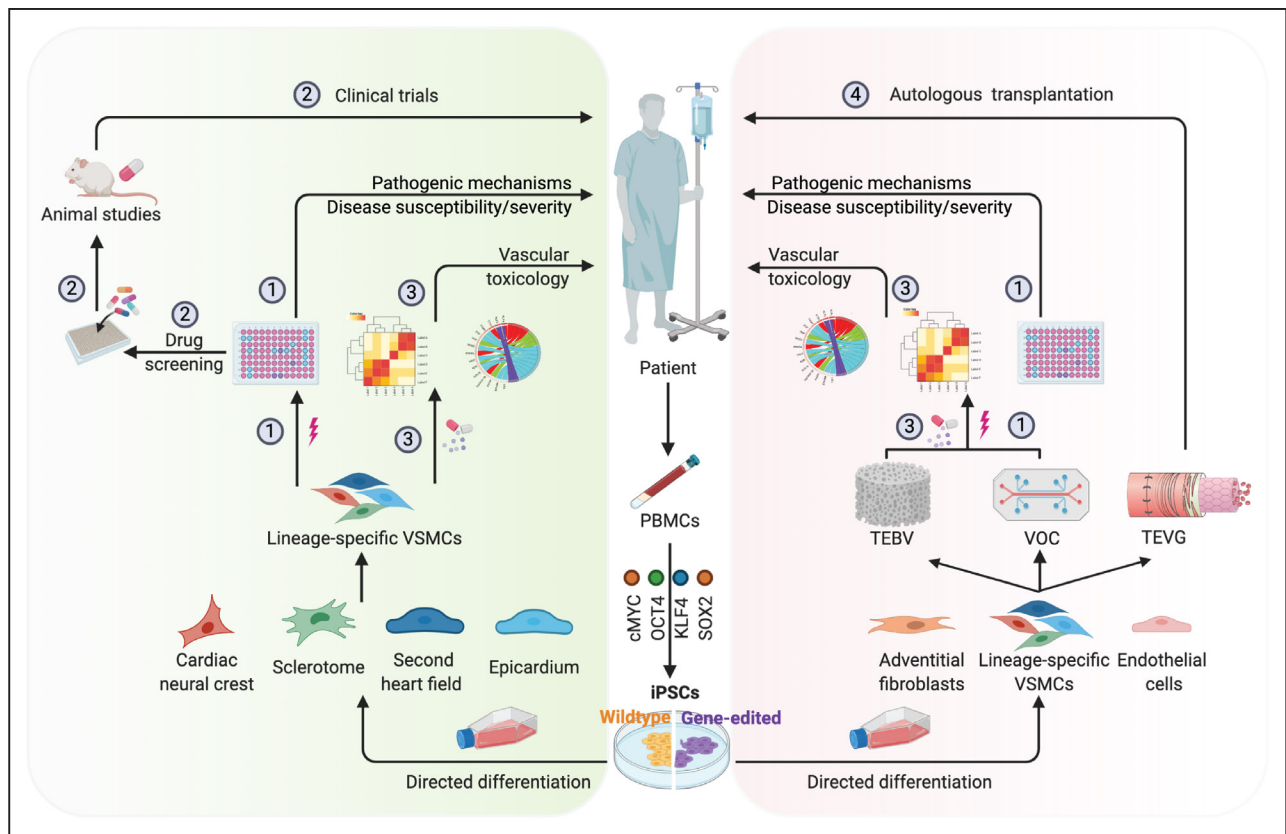 2 Clinical trials
4 Autologous transplantation
Pathogenic mechanisms
Disease susceptibility/severity
Animal studies
Vascular
toxicology
2
2
1
3
Drug
screening
1
3
Lineage-specific VSMCs
Cardiac
neural crest
Sclerotome
Second
heart field
Epicardium
Directed differentiation
Patient
PBMCs
cMYC
OCT4
KLF4
SOX2
iPSCs
Wildtype
Gene-edited
Pathogenic mechanisms
Disease susceptibility/severity
Vascular
toxicology
3
1
3
1
TEBV
VOC
TEVG
Adventitial
fibroblasts
Lineage-specific
VSMCs
Endothelial
cells
Directed differentiation